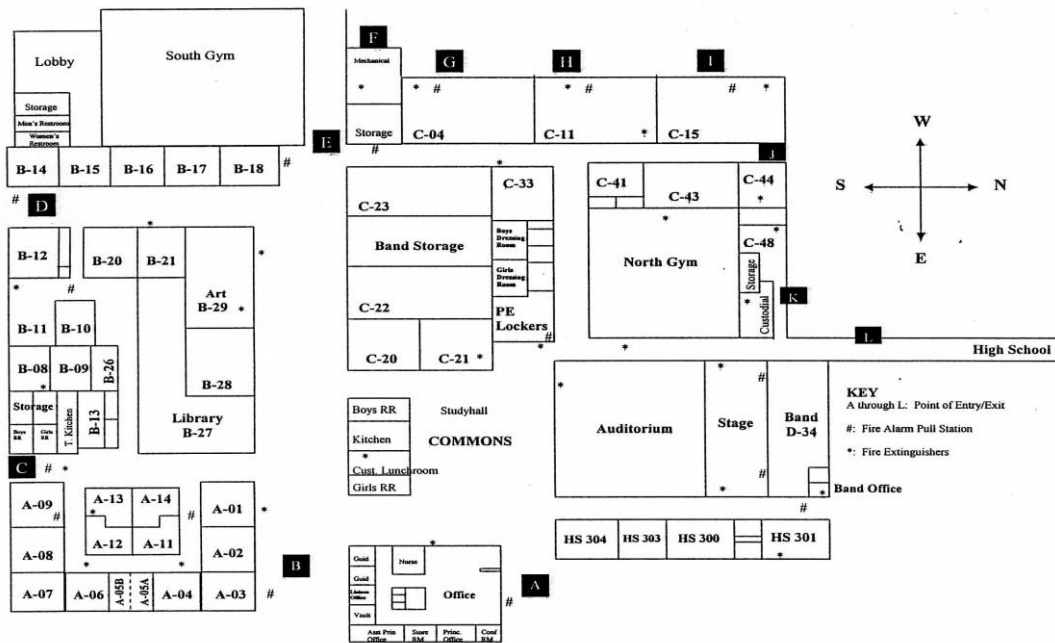 Lobby
South Gym
Storage
Men's Restroom
Women's
Restroom
B-14
B-15
B-16
B-17
B-18
#
#
D
E
F
Mechanical
*
Storage
#
G
* #
C-04
H
* #
C-11
*
I
# *
C-15
J
W
S
N
E
B-12
#
*
B-20
B-21
*
*
Art
B-29 *
B-28
Library
B-27
B-11
B-10
B-08
*
B-09
B-26
Storage
Boys
RR
Girls
RR
T. Kitchen
B-13
C
# *
C-23
Band Storage
C-22
C-20
C-21 *
*
C-33
Boys
Dressing
Room
Girls
Dressing
Room
PE
Lockers
#
*
C-41
C-43
C-44
*
*
North Gym
*
C-48
Storage
*
Custodial
K
*
L
High School
Boys RR
Kitchen
*
Cust. Lunchroom
Girls RR
Studyhall
COMMONS
*
Auditorium
*
#
Stage
#
*
Band
D-34
*
Band Office
#
KEY
A through L: Point of Entry/Exit
#: Fire Alarm Pull Station
*: Fire Extinguishers
HS 304
HS 303
HS 300
HS 301
*
A-09
#
A-08
A-07
A-13
*
A-14
A-12
A-11
#
*
*
A-06
A-05B
A-05A
A-04
A-01
*
A-02
A-03
#
B
*
Guid
Guid
Liaison
Office
Vault
Nurse
Office
Asst Prin
Office
Store
RM
Princ.
Office
Conf
RM
A
#